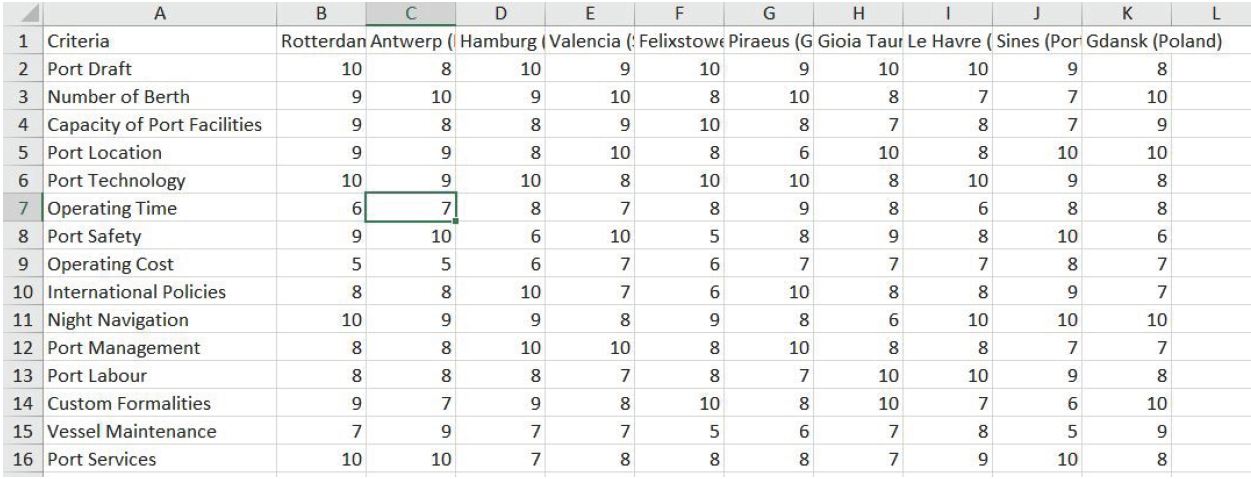 A B C D E F G H I J K L
1 Criteria Rotterdan Antwerp ( Hamburg ( Valencia ( Felixstow Piraeus (G Gioia Taur Le Havre ( Sines (Port Gdansk (Poland)
2 Port Draft 10 8 10 9 10 9 10 10 9 8
3 Number of Berth 9 10 9 10 8 10 8 7 7 10
4 Capacity of Port Facilities 9 8 8 9 10 8 7 8 7 9
5 Port Location 9 9 8 10 8 6 10 8 10 10
6 Port Technology 10 9 10 8 10 10 8 10 9 8
7 Operating Time 6 7 8 7 8 9 8 6 8 8
8 Port Safety 9 10 6 10 5 8 9 8 10 6
9 Operating Cost 5 5 6 7 6 7 7 7 8 7
10 International Policies 8 8 10 7 6 10 8 8 9 7
11 Night Navigation 10 9 9 8 9 8 6 10 10 10
12 Port Management 8 8 10 10 8 10 8 8 7 7
13 Port Labour 8 8 8 7 8 7 10 10 9 8
14 Custom Formalities 9 7 9 8 10 8 10 7 6 10
15 Vessel Maintenance 7 9 7 7 5 6 7 8 5 9
16 Port Services 10 10 7 8 8 8 7 9 10 8